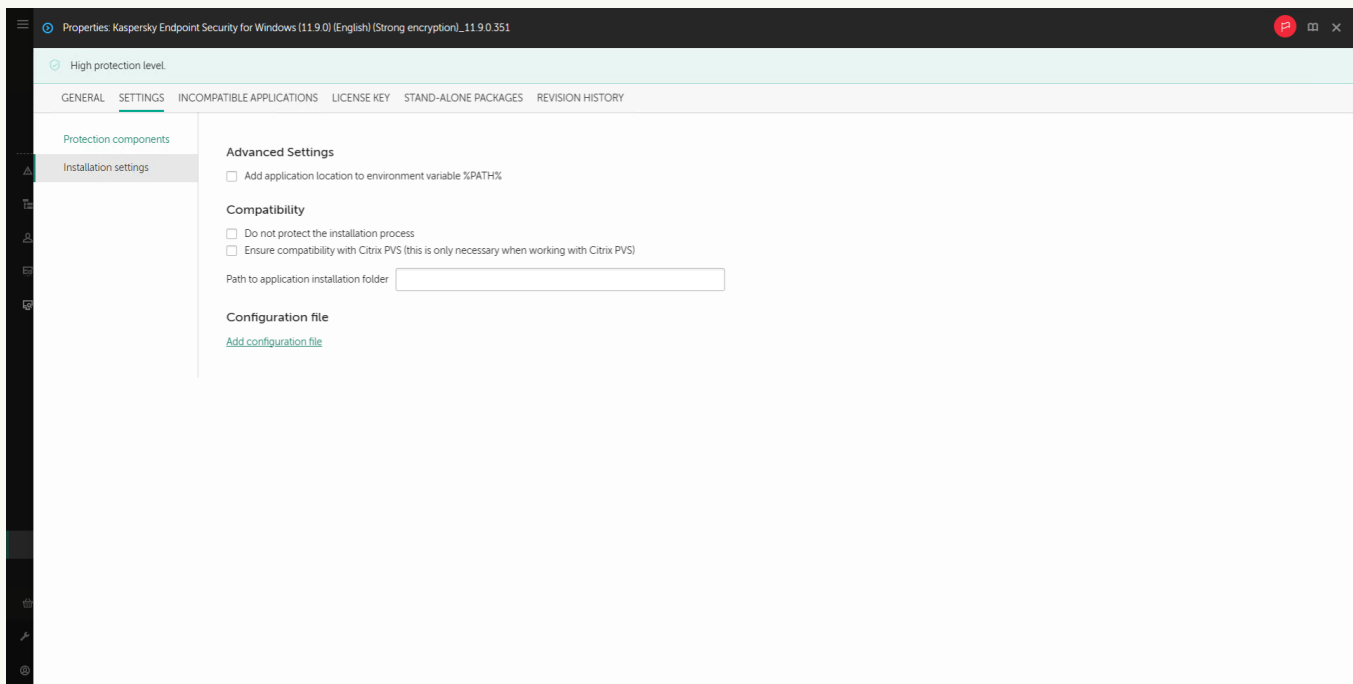 Properties: Kaspersky Endpoint Security for Windows (11.9.0) (English) (Strong encryption)_11.9.0.351
High protection level.
GENERAL SETTINGS INCOMPATIBLE APPLICATIONS LICENSE KEY STAND-ALONE PACKAGES REVISION HISTORY
Protection components
Installation settings
Advanced Settings
Add application location to environment variable %PATH%
Compatibility
Do not protect the installation process
Ensure compatibility with Citrix PVS (this is only necessary when working with Citrix PVS)
Path to application installation folder
Configuration file
Add configuration file